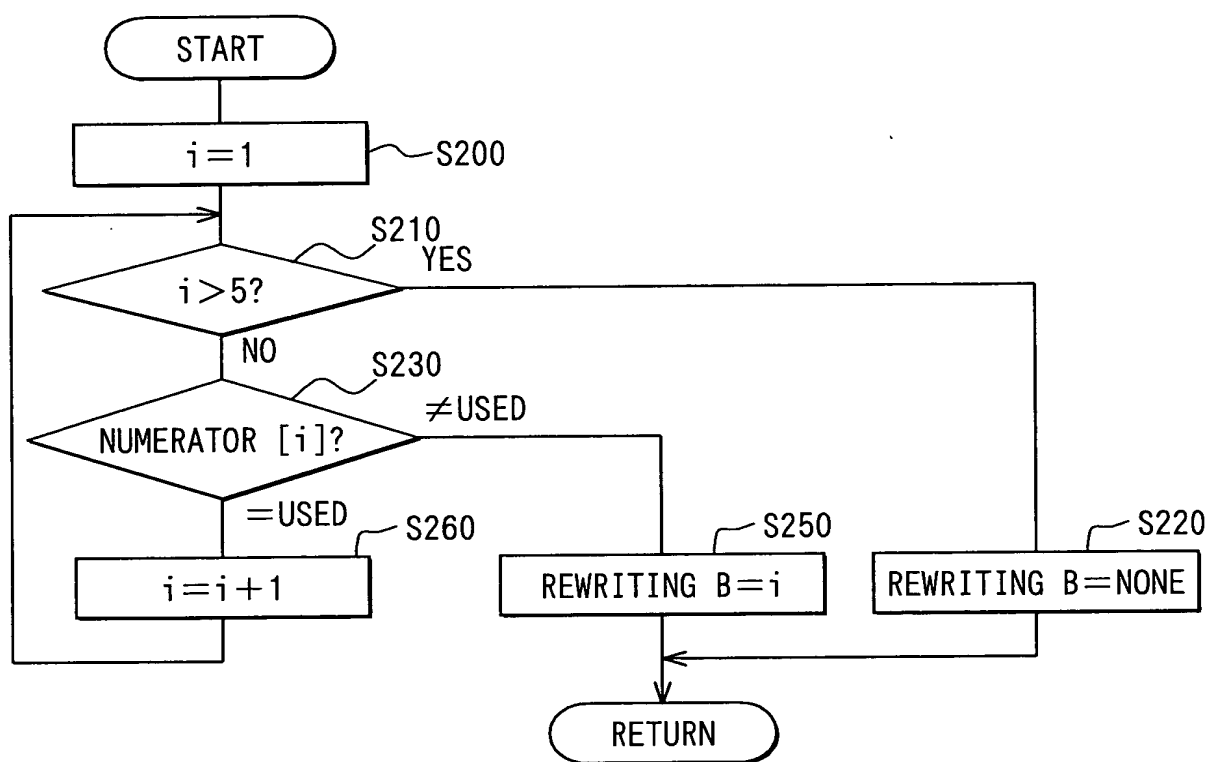 START
i=1
S200
S210
YES
i>5?
NO
S230
≠USED
NUMERATOR [i]?
=USED
S260
S250
S220
i=i+1
REWRITING B=i
REWRITING B=NONE
RETURN